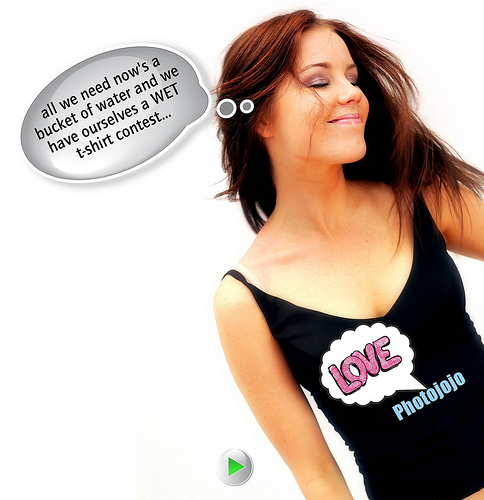 all we need now's a
bucket of water and we
have ourselves a WET
t-shirt contest...
LOVE
Photojojo